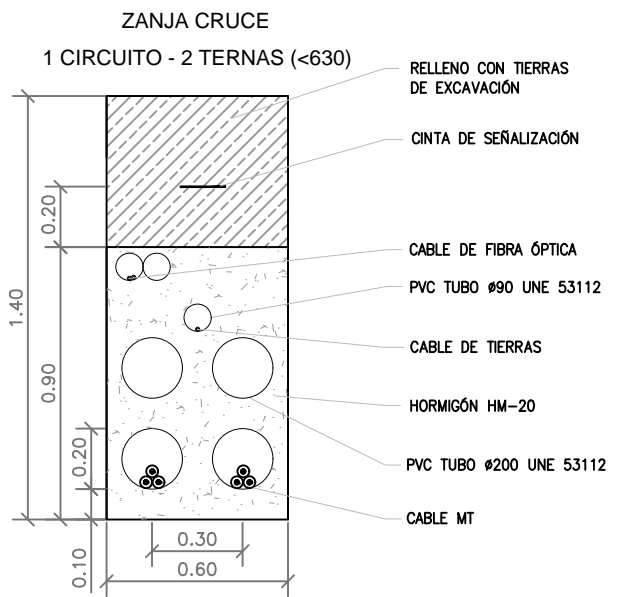 ZANJA CRUCE
1 CIRCUITO - 2 TERNAS (<630)
RELLENO CON TIERRAS
DE EXCAVACIÓN
CINTA DE SEÑALIZACIÓN
0.20
CABLE DE FIBRA ÓPTICA
PVC TUBO ø90 UNE 53112
1.40
CABLE DE TIERRAS
0.90
HORMIGÓN HM-20
0.20
PVC TUBO ø200 UNE 53112
CABLE MT
0.30
0.10
0.60